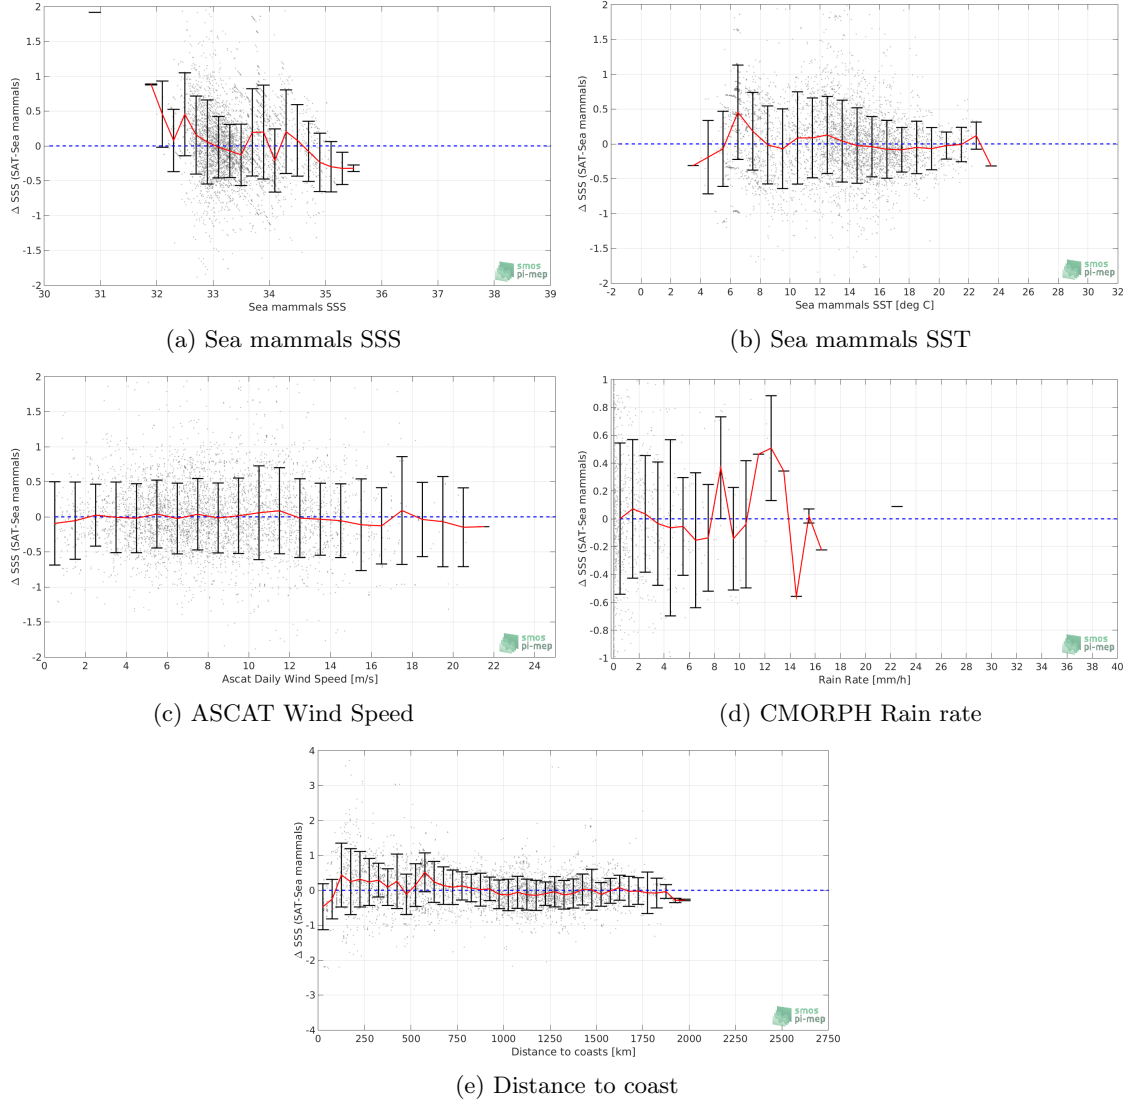 2
1.5
1
0.5
0
-0.5
-1
-1.5
-2
Δ SSS (SAT-Sea mammals)
30 31 32 33 34 35 36 37 38 39
Sea mammals SSS
smos
pi-mep
(a) Sea mammals SSS
2
1.5
1
0.5
0
-0.5
-1
-1.5
-2
Δ SSS (SAT-Sea mammals)
-2 0 2 4 6 8 10 12 14 16 18 20 22 24 26 28 30 32
Sea mammals SST [deg C]
smos
pi-mep
(b) Sea mammals SST
2
1.5
1
0.5
0
-0.5
-1
-1.5
-2
Δ SSS (SAT-Sea mammals)
0 2 4 6 8 10 12 14 16 18 20 22 24
Ascat Daily Wind Speed [m/s]
smos
pi-mep
(c) ASCAT Wind Speed
1
0.8
0.6
0.4
0.2
0
-0.2
-0.4
-0.6
-0.8
-1
Δ SSS (SAT-Sea mammals)
0 2 4 6 8 10 12 14 16 18 20 22 24 26 28 30 32 34 36 38 40
Rain Rate [mm/h]
smos
pi-mep
(d) CMORPH Rain rate
4
3
2
1
0
-1
-2
-3
-4
Δ SSS (SAT-Sea mammals)
0 250 500 750 1000 1250 1500 1750 2000 2250 2500 2750
Distance to coasts [km]
smos
pi-mep
(e) Distance to coast